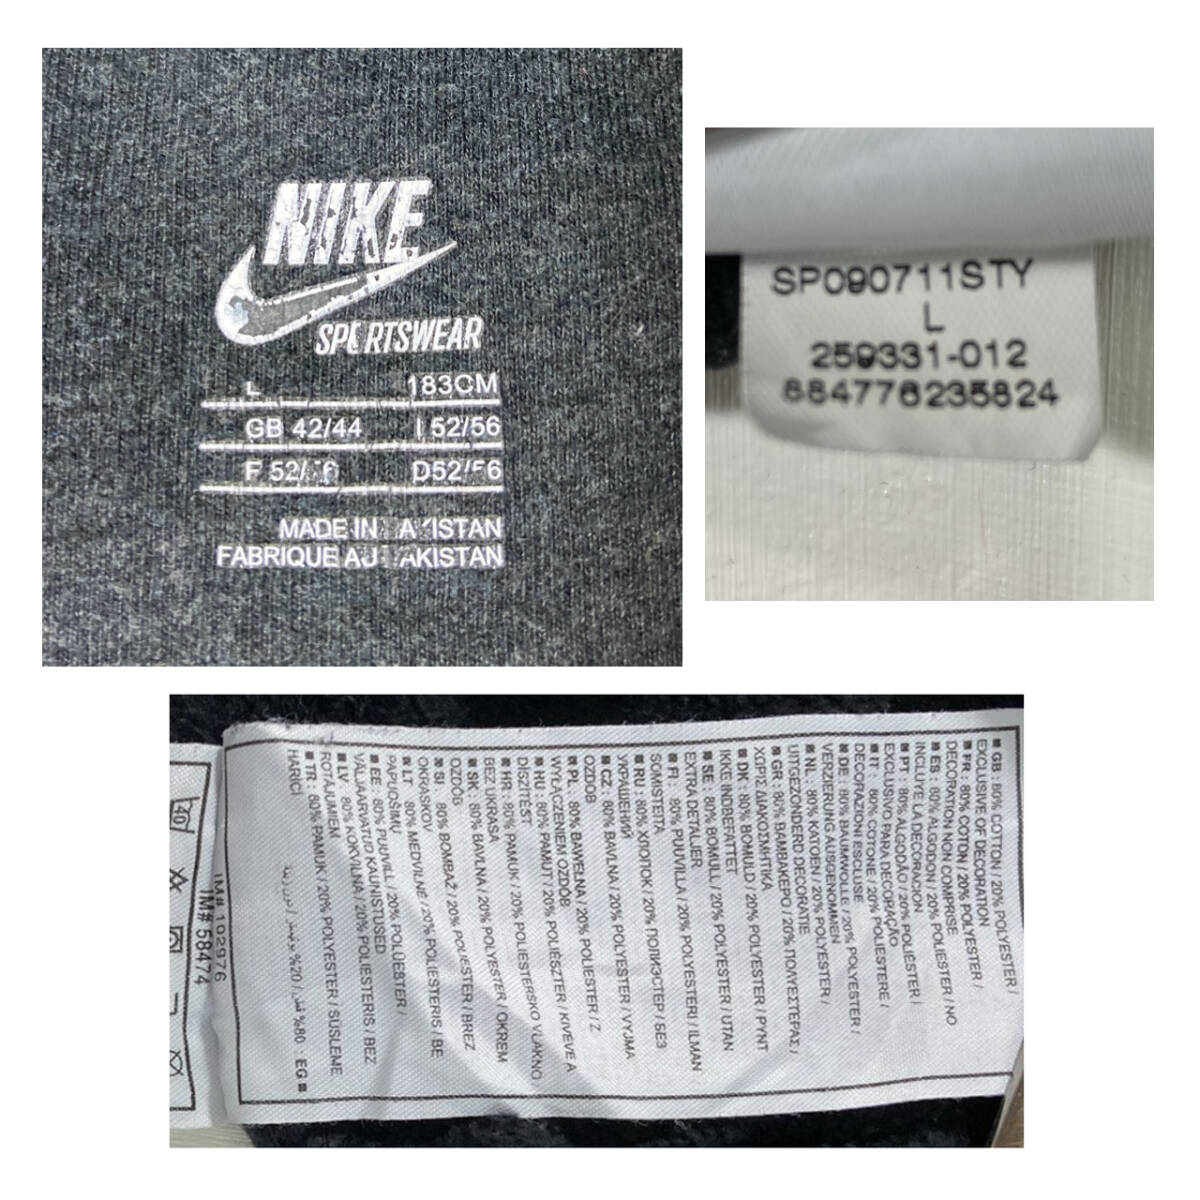 NIKE
SPORTSWEAR
L 183CM
GB 42/44 I 52/56
F 52/56 D52/56
MADE IN PAKISTAN
FABRIQUE AU PAKISTAN
SP090711STY
L
259331-012
884776235824
■ GB: 80% COTTON / 20% POLYESTER /
EXCLUSIVE OF DECORATION
■ FR: 80% COTON / 20% POLYESTER /
DECORATION NON COMPRISE
■ ES: 80% ALGODON / 20% POLIESTER / NO
INCLUYE LA DECORACION
■ PT: 80% ALGODÃO / 20% POLIÉSTER /
EXCLUSIVO PARA DECORAÇÃO
■ IT: 80% COTONE / 20% POLIESTERE /
DECORAZIONI ESCLUSE
■ DE: 80% BAUMWOLLE / 20% POLYESTER /
VERZIERUNG AUSGENOMMEN
■ NL: 80% KATOEN / 20% POLYESTER /
UITGEZONDERD DECORATIE
■ GR: 80% ΒΑΜΒΑΚΕΡΟ / 20% ΠΟΛΥΕΣΤΕΡΑΣ /
ΧΩΡΙΣ ΔΙΑΚΟΣΜΗΤΙΚΑ
■ DK: 80% BOMULD / 20% POLYESTER / PYNT
IKKE INDBEFATTET
■ SE: 80% BOMULL / 20% POLYESTER / UTAN
EXTRA DETALJER
■ FI: 80% PUUVILLA / 20% POLYESTERI / ILMAN
SOMISTEITA
■ RU: 80% ХЛОПОК / 20% ПОЛИЭСТЕР / БЕЗ
УКРАШЕНИЙ
■ CZ: 80% BAVLNA / 20% POLYESTER / VYJMA
OZDOB
■ PL: 80% BAWEŁNA / 20% POLIESTER / Z
WYŁĄCZENIEM OZDÓB
■ HU: 80% PAMUT / 20% POLIÉSZTER / KIVÉVE A
DÍSZÍTÉST
■ HR: 80% PAMUK / 20% POLIESTERSKO VLAKNO /
BEZ UKRASA
■ SK: 80% BAVLNA / 20% POLYESTER / OKREM
OZDÔB
■ SI: 80% BOMBAŽ / 20% POLIESTER / BREZ
OKRASKOV
■ LT: 80% MEDVILNĖ / 20% POLIESTERIS / BE
PAPUOŠIMŲ
■ EE: 80% PUUVILL / 20% POLÜESTER /
VÄLJAARVATUD KAUNISTUSED
■ LV: 80% KOKVILNA / 20% POLIESTERIS / BEZ
ROTĀJUMIEM
■ TR: 80% PAMUK / 20% POLYESTER / SÜSLEME
HARİCİ
EG ■
80% قطن / 20%
IM# 102976
IM# 58474
40